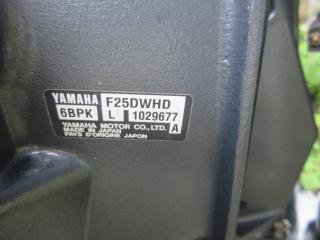 YAMAHA F25DWHD
6BPK L 1029677
YAMAHA MOTOR CO.,LTD. A
MADE IN JAPAN
PAYS D'ORIGINE JAPON